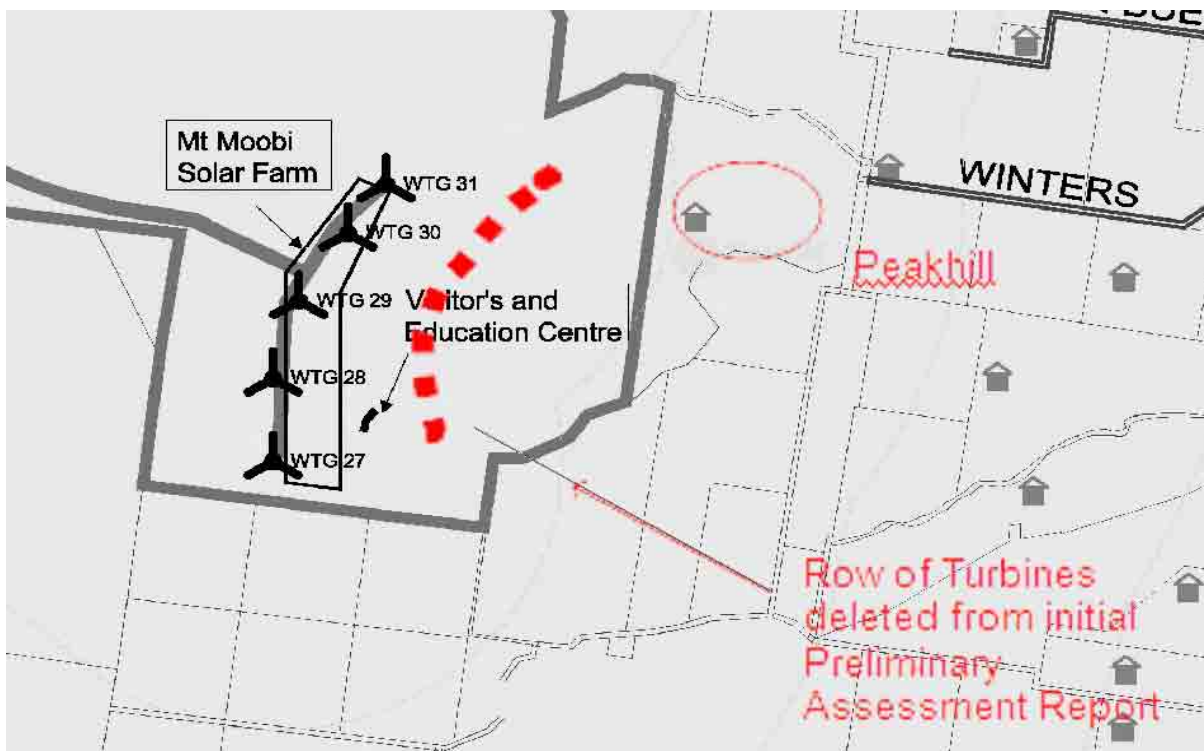 Mt Moobi
Solar Farm
WTG 31
WTG 30
WTG 29
WTG 28
WTG 27
Visitor's and
Education Centre
WINTERS
Peakhill
Row of Turbines
deleted from initial
Preliminary
Assessment Report